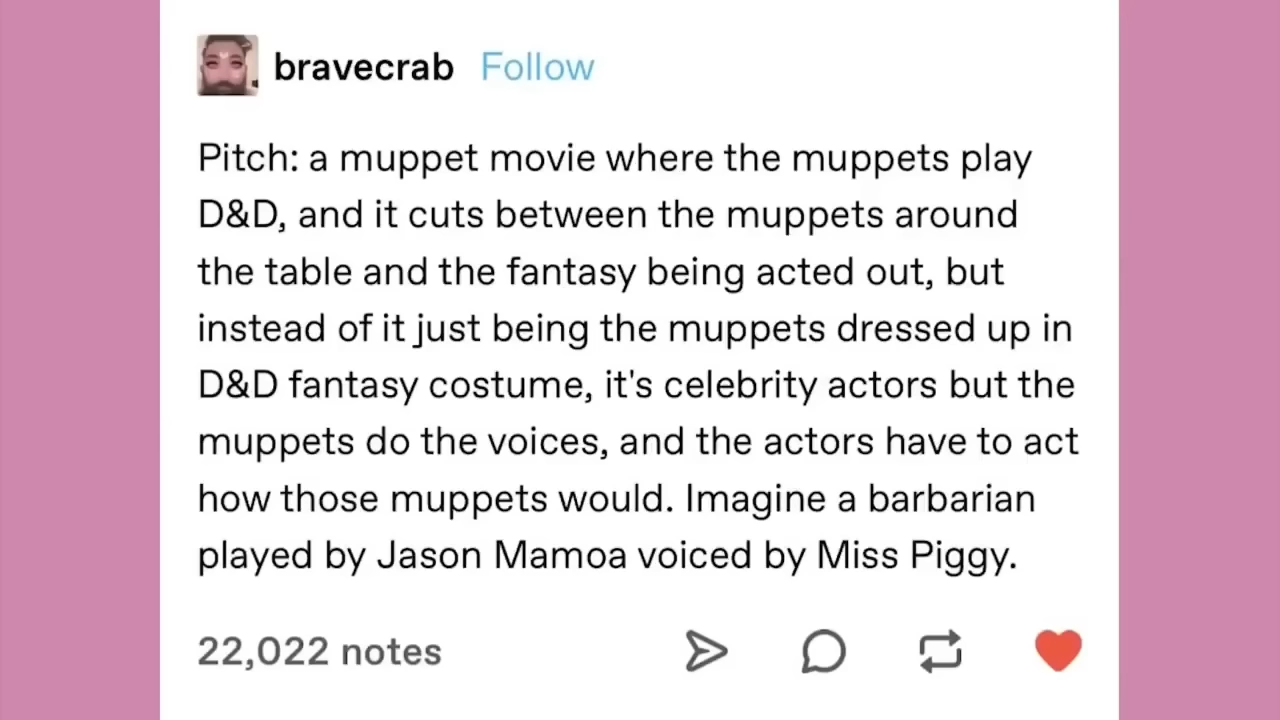 bravecrab Follow
Pitch: a muppet movie where the muppets play
D&D, and it cuts between the muppets around
the table and the fantasy being acted out, but
instead of it just being the muppets dressed up in
D&D fantasy costume, it's celebrity actors but the
muppets do the voices, and the actors have to act
how those muppets would. Imagine a barbarian
played by Jason Mamoa voiced by Miss Piggy.
22,022 notes